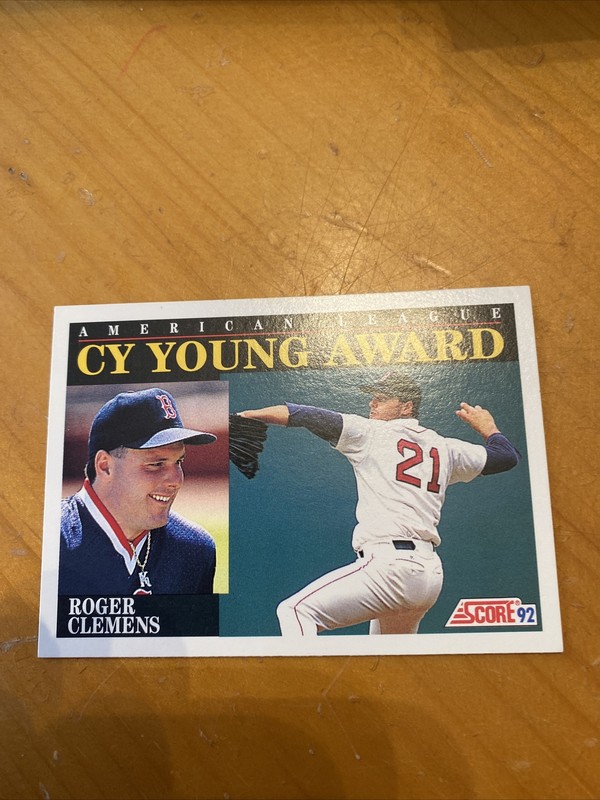 AMERICAN LEAGUE
CY YOUNG AWARD
B
21
K
ROGER
CLEMENS
SCORE® 92